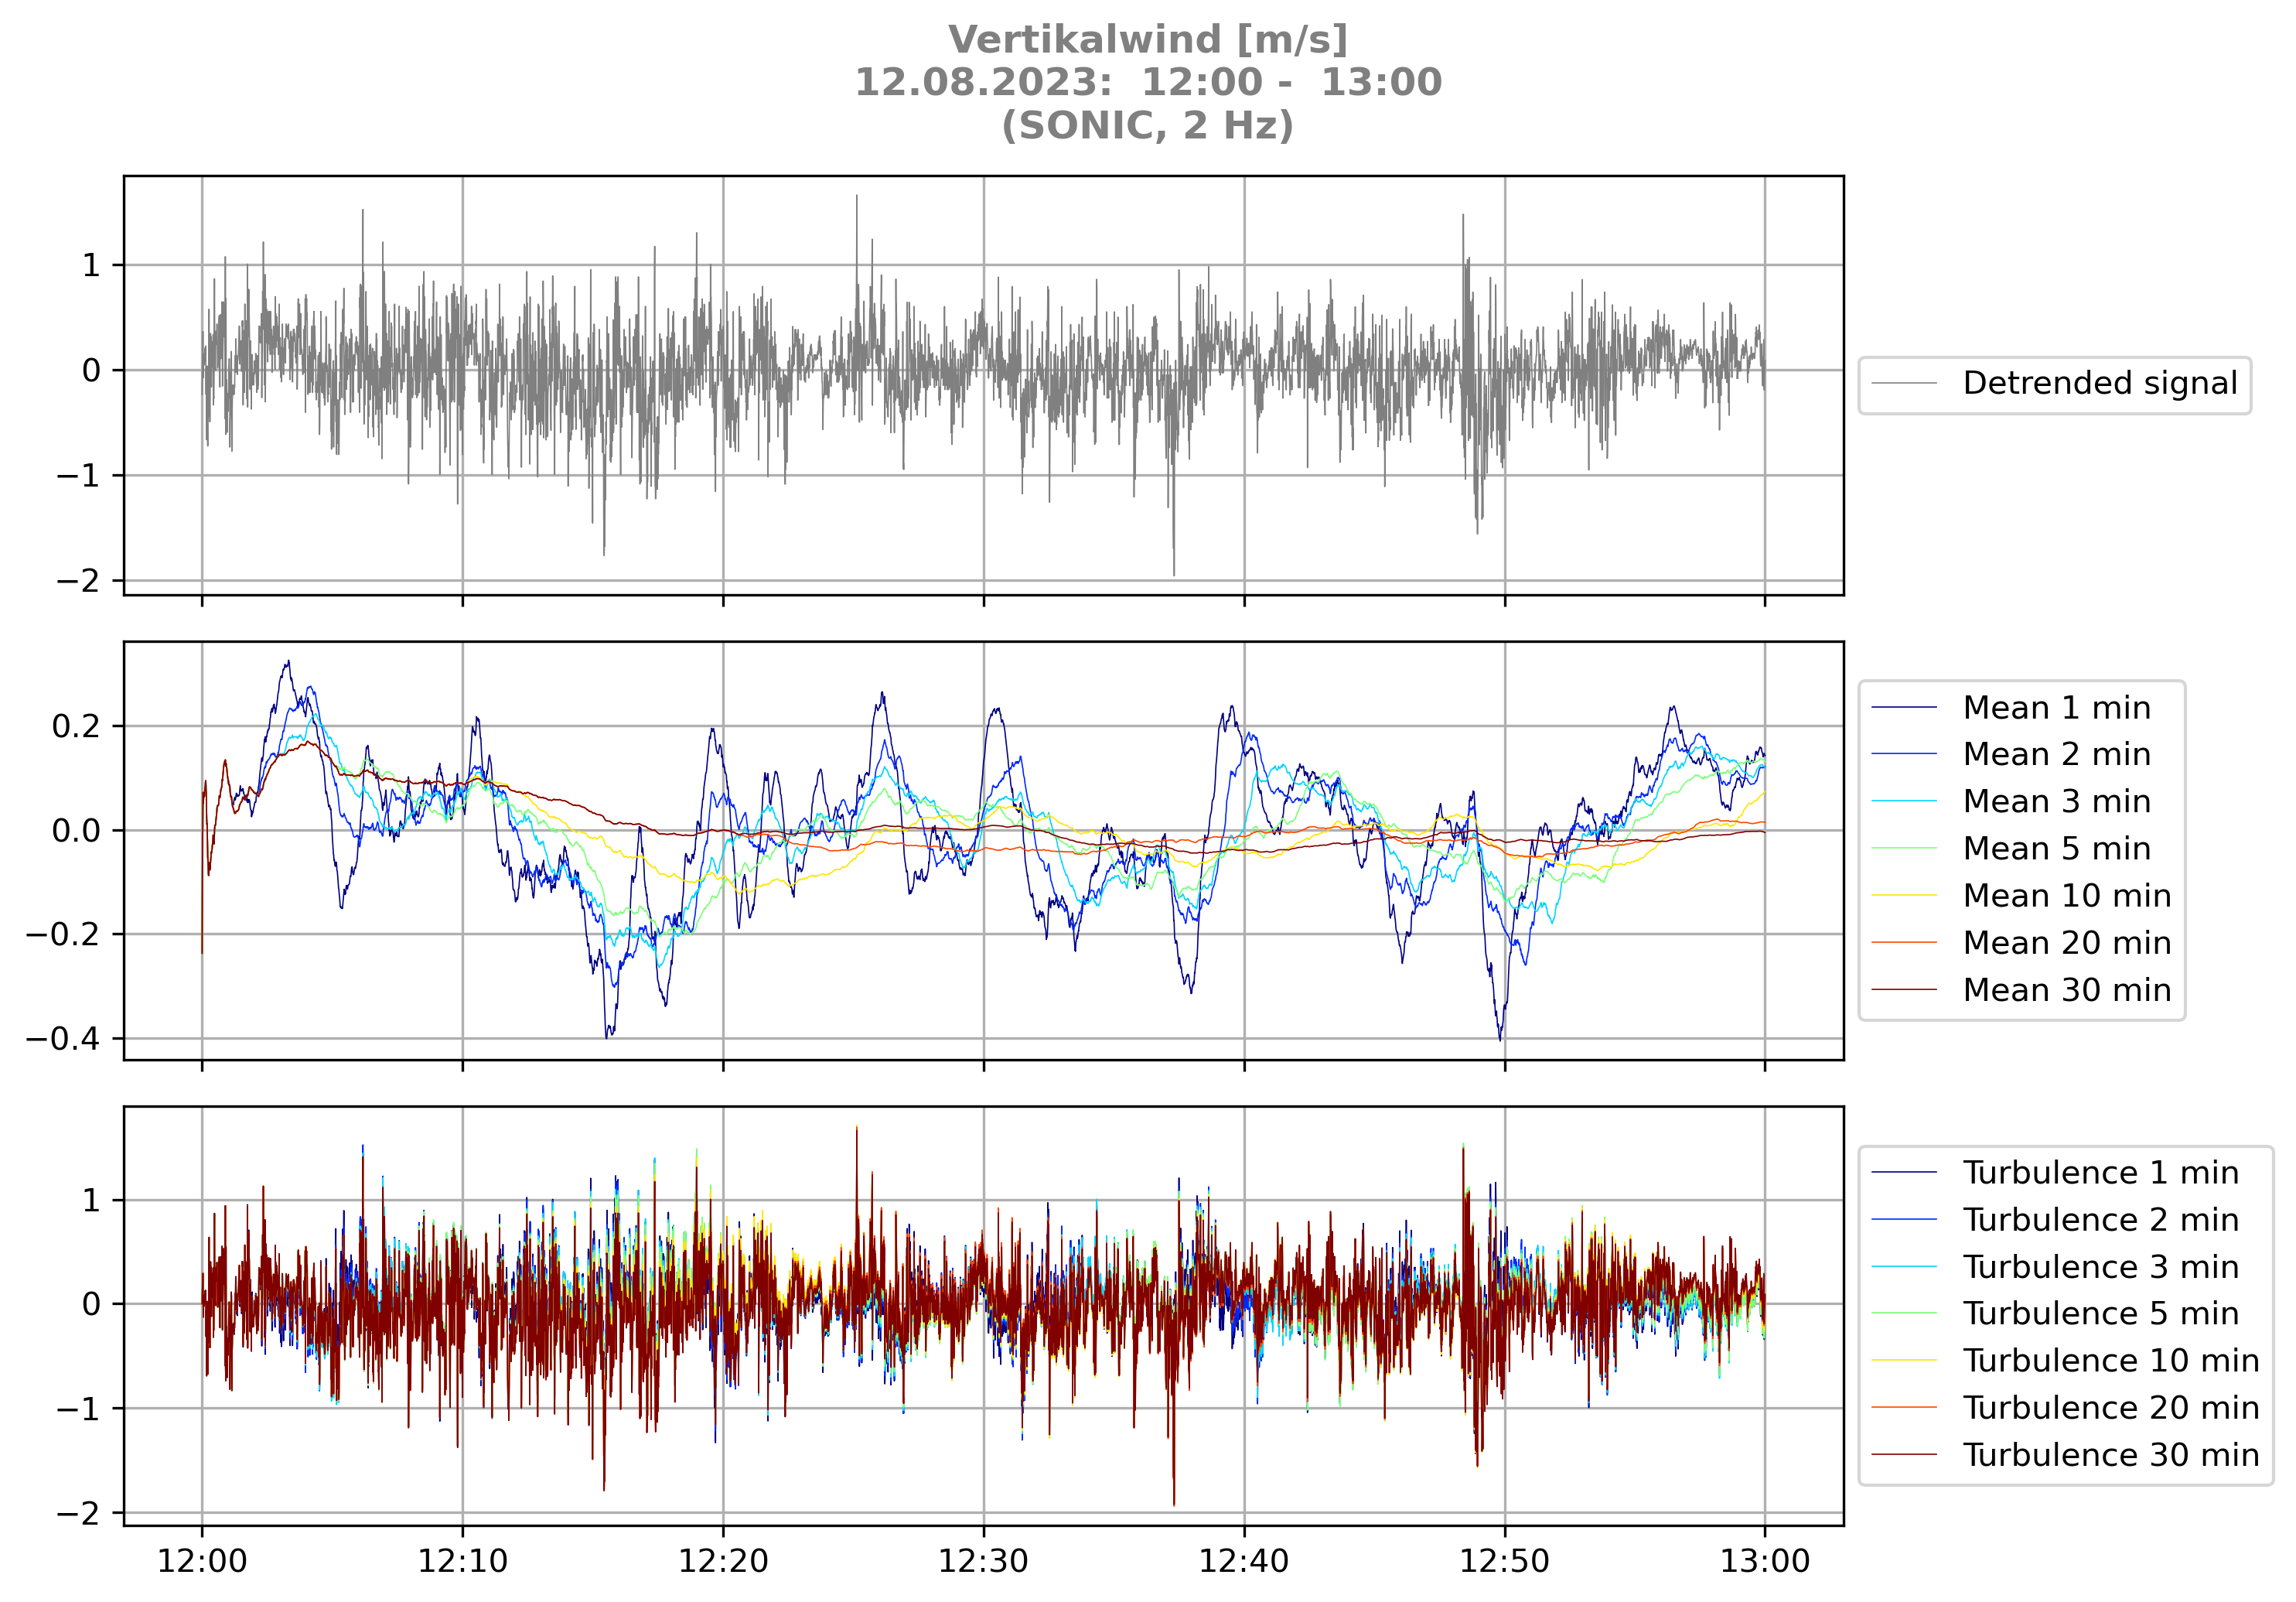 Vertikalwind [m/s]
12.08.2023:  12:00 -  13:00
(SONIC, 2 Hz)
1
0
−1
−2
Detrended signal
0.2
0.0
−0.2
−0.4
Mean 1 min
Mean 2 min
Mean 3 min
Mean 5 min
Mean 10 min
Mean 20 min
Mean 30 min
1
0
−1
−2
Turbulence 1 min
Turbulence 2 min
Turbulence 3 min
Turbulence 5 min
Turbulence 10 min
Turbulence 20 min
Turbulence 30 min
12:00 12:10 12:20 12:30 12:40 12:50 13:00